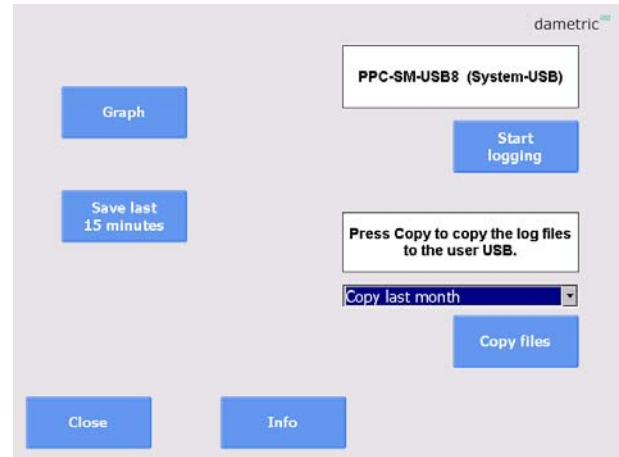 dametric
PPC-SM-USB8 (System-USB)
Graph
Start
logging
Save last
15 minutes
Press Copy to copy the log files
to the user USB.
Copy last month
Copy files
Close
Info